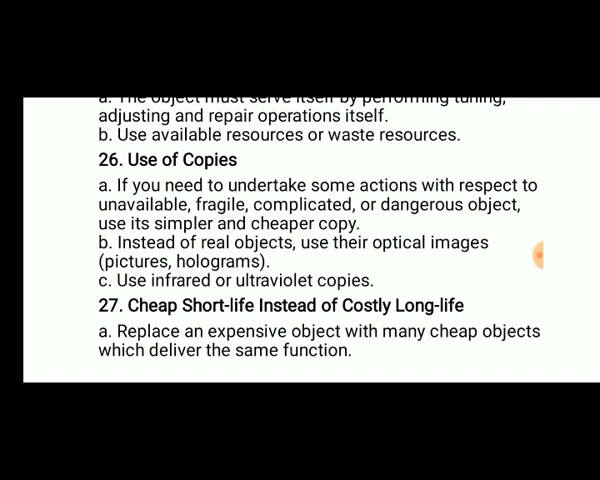 a. The object must serve itself by performing tuning,
adjusting and repair operations itself.
b. Use available resources or waste resources.
26. Use of Copies
a. If you need to undertake some actions with respect to
unavailable, fragile, complicated, or dangerous object,
use its simpler and cheaper copy.
b. Instead of real objects, use their optical images
(pictures, holograms).
c. Use infrared or ultraviolet copies.
27. Cheap Short-life Instead of Costly Long-life
a. Replace an expensive object with many cheap objects
which deliver the same function.